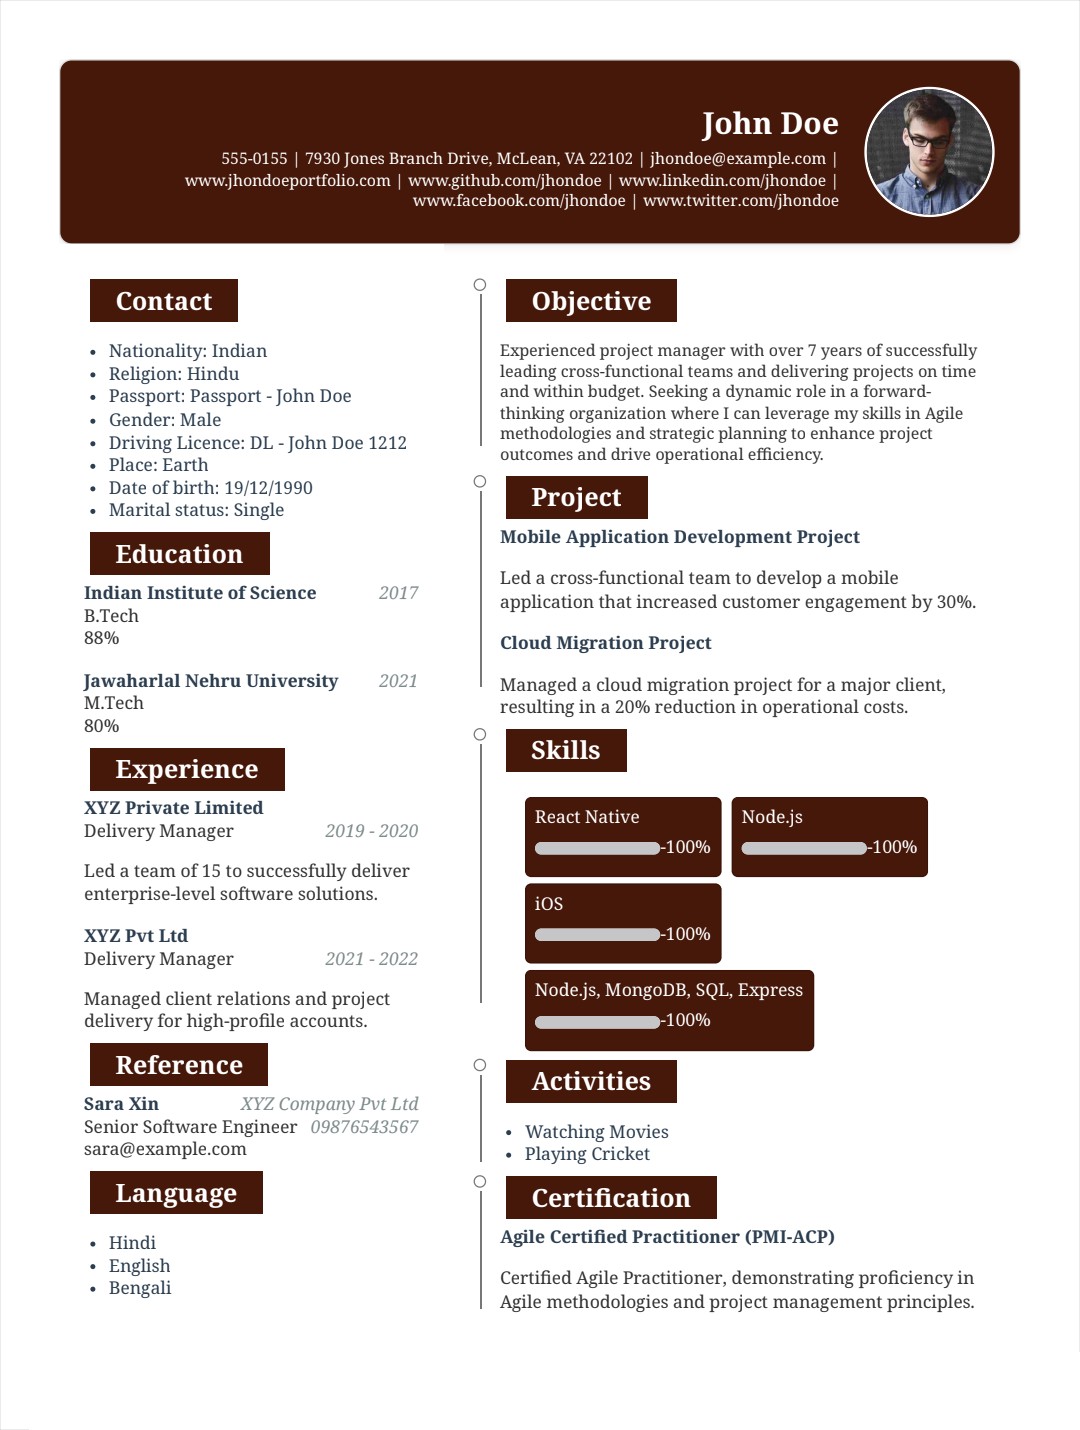 John Doe
555-0155 | 7930 Jones Branch Drive, McLean, VA 22102 | jhondoe@example.com |
www.jhondoeportfolio.com | www.github.com/jhondoe | www.linkedin.com/jhondoe |
www.facebook.com/jhondoe | www.twitter.com/jhondoe
Contact
• Nationality: Indian
• Religion: Hindu
• Passport: Passport - John Doe
• Gender: Male
• Driving Licence: DL - John Doe 1212
• Place: Earth
• Date of birth: 19/12/1990
• Marital status: Single
Education
Indian Institute of Science 2017
B.Tech
88%
Jawaharlal Nehru University 2021
M.Tech
80%
Experience
XYZ Private Limited
Delivery Manager 2019 - 2020
Led a team of 15 to successfully deliver
enterprise-level software solutions.
XYZ Pvt Ltd
Delivery Manager 2021 - 2022
Managed client relations and project
delivery for high-profile accounts.
Reference
Sara Xin XYZ Company Pvt Ltd
Senior Software Engineer 09876543567
sara@example.com
Language
• Hindi
• English
• Bengali
Objective
Experienced project manager with over 7 years of successfully
leading cross-functional teams and delivering projects on time
and within budget. Seeking a dynamic role in a forward-
thinking organization where I can leverage my skills in Agile
methodologies and strategic planning to enhance project
outcomes and drive operational efficiency.
Project
Mobile Application Development Project
Led a cross-functional team to develop a mobile
application that increased customer engagement by 30%.
Cloud Migration Project
Managed a cloud migration project for a major client,
resulting in a 20% reduction in operational costs.
Skills
React Native
-100%
Node.js
-100%
iOS
-100%
Node.js, MongoDB, SQL, Express
-100%
Activities
• Watching Movies
• Playing Cricket
Certification
Agile Certified Practitioner (PMI-ACP)
Certified Agile Practitioner, demonstrating proficiency in
Agile methodologies and project management principles.